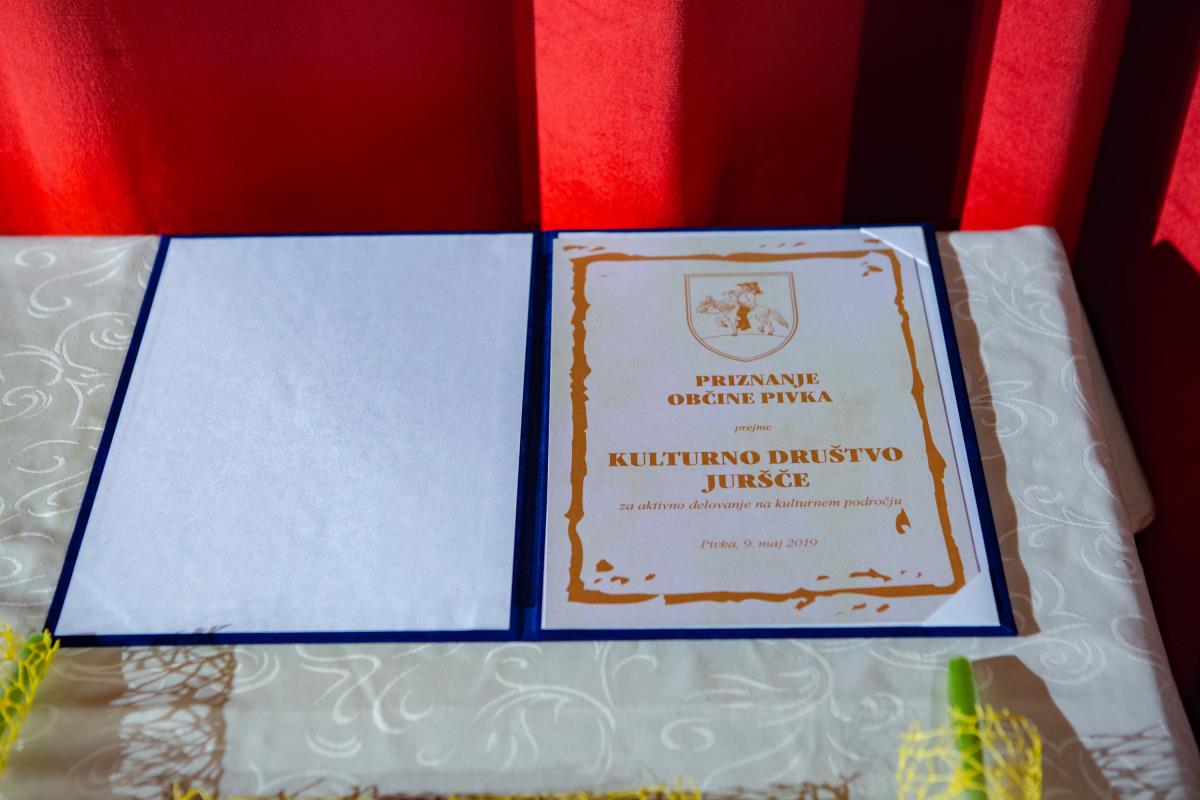 PRIZNANJE
OBČINE PIVKA
prejme
KULTURNO DRUŠTVO
JURŠČE
za aktivno delovanje na kulturnem področju
Pivka, 9. maj 2019